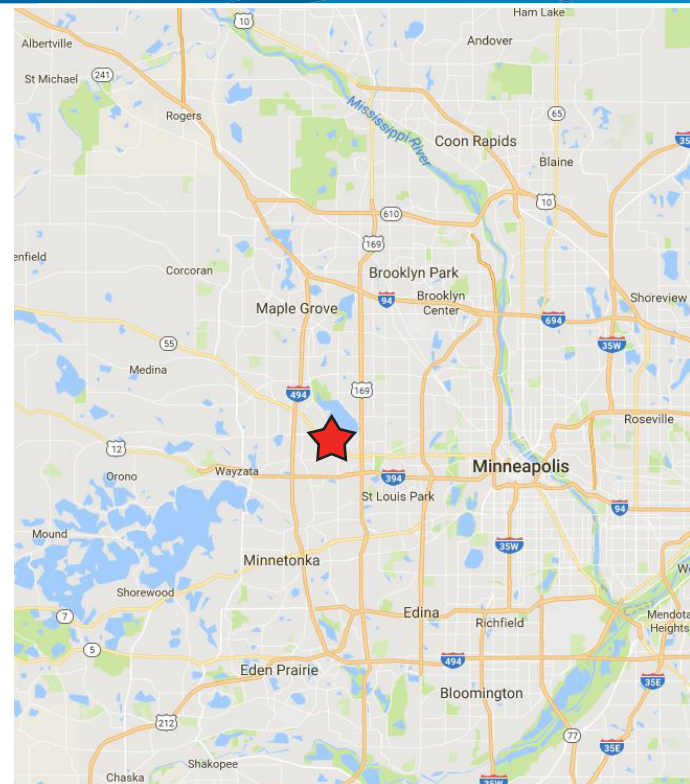 Ham Lake
10
Albertville
Andover
St Michael
241
Rogers
Mississippi River
65
Coon Rapids
35
Blaine
10
610
169
enfield
Corcoran
Brooklyn Park
Maple Grove
94
Brooklyn
Center
Shoreview
694
55
35W
Medina
494
169
Roseville
12
Orono
Wayzata
394
Minneapolis
St Louis Park
94
Mound
35W
Minnetonka
We
Shorewood
7
Edina
Richfield
Mendota
Heights
5
494
Eden Prairie
35E
Bloomington
212
77
35E
Shakopee
Chaska
35W